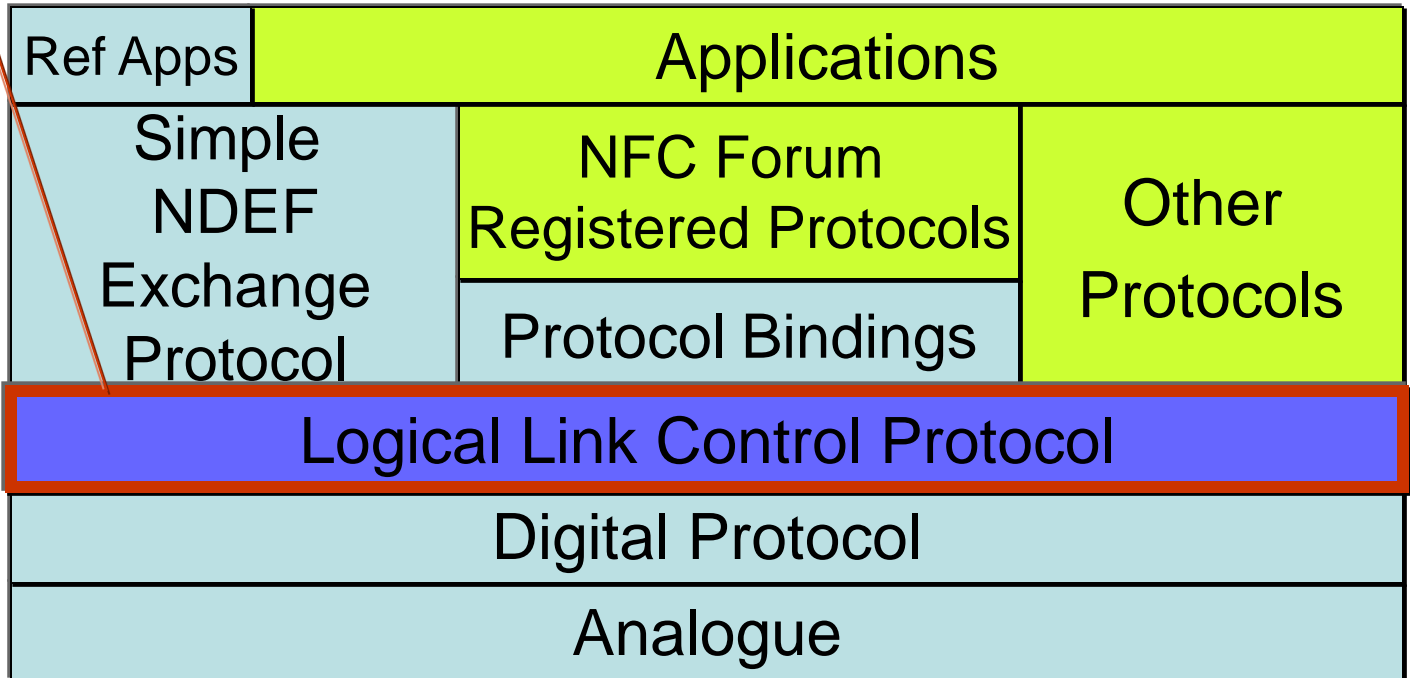 Ref Apps
Applications
Simple
NDEF
Exchange
Protocol
NFC Forum
Registered Protocols
Protocol Bindings
Other
Protocols
Logical Link Control Protocol
Digital Protocol
Analogue